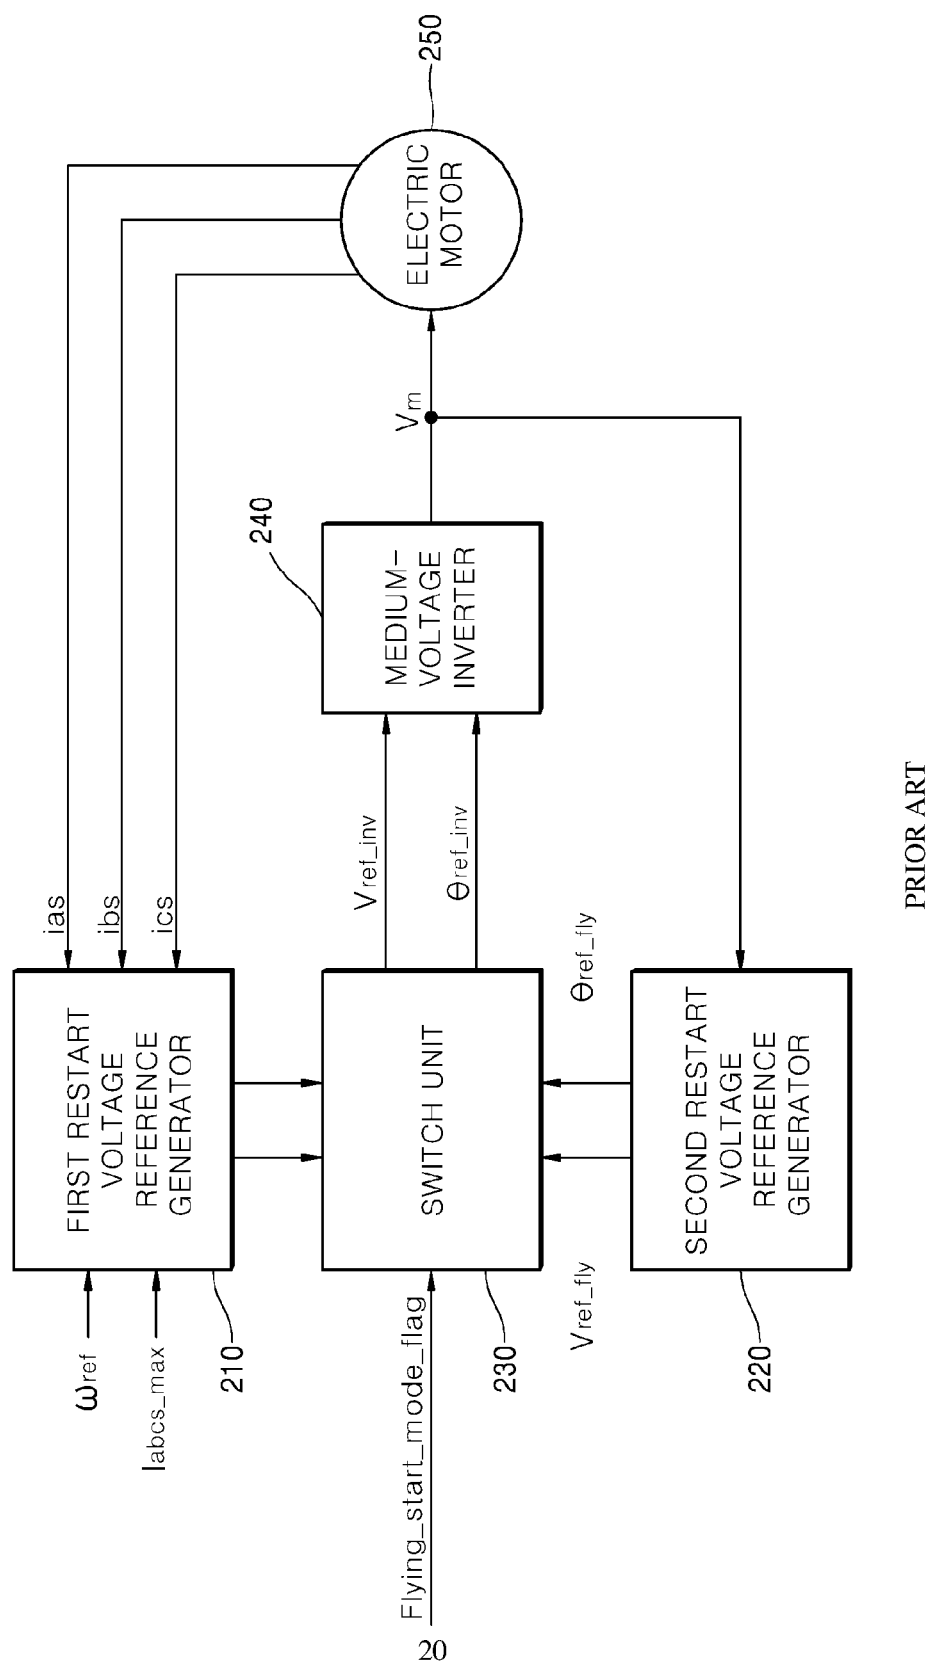 ωref
Iabcs_max
210
FIRST RESTART
VOLTAGE
REFERENCE
GENERATOR
ias
ibs
ics
20
Flying_start_mode_flag
230
SWITCH UNIT
Vref_inv
θref_inv
240
MEDIUM-
VOLTAGE
INVERTER
Vm
250
ELECTRIC
MOTOR
Vref_fly
θref_fly
220
SECOND RESTART
VOLTAGE
REFERENCE
GENERATOR
PRIOR ART